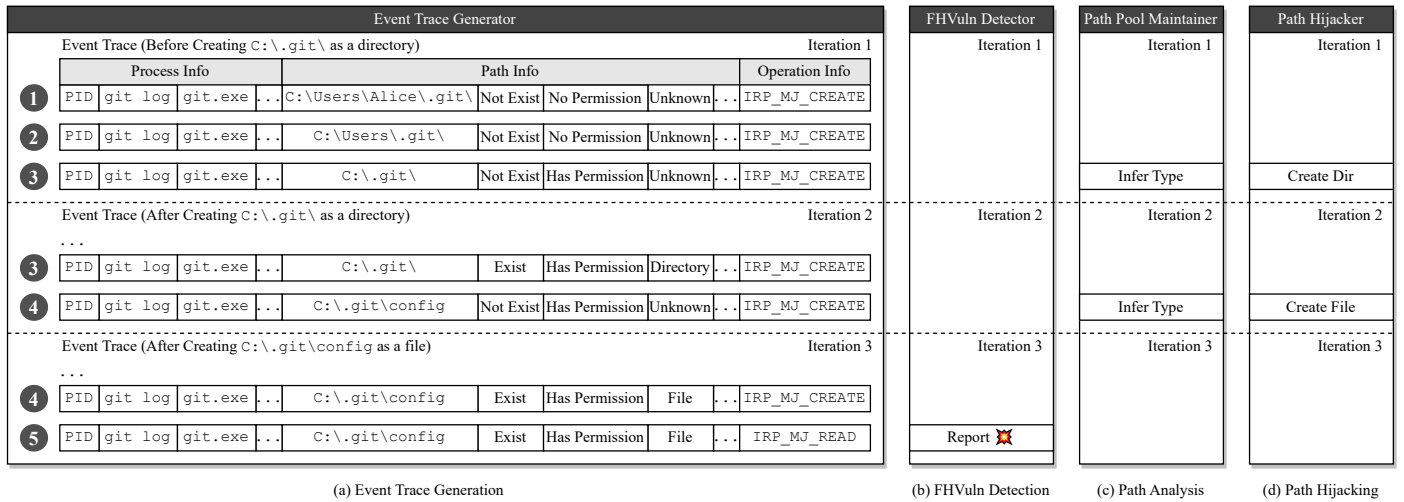 Event Trace Generator FHVuln Detector Path Pool Maintainer Path Hijacker
Event Trace (Before Creating C:\.git\ as a directory) Iteration 1 Iteration 1 Iteration 1 Iteration 1
Process Info Path Info Operation Info
1 PID git log git.exe ... C:\Users\Alice\.git\ Not Exist No Permission Unknown ... IRP_MJ_CREATE
2 PID git log git.exe ... C:\Users\.git\ Not Exist No Permission Unknown ... IRP_MJ_CREATE
3 PID git log git.exe ... C:\.git\ Not Exist Has Permission Unknown ... IRP_MJ_CREATE Infer Type Create Dir
Event Trace (After Creating C:\.git\ as a directory) Iteration 2 Iteration 2 Iteration 2 Iteration 2
...
3 PID git log git.exe ... C:\.git\ Exist Has Permission Directory ... IRP_MJ_CREATE
4 PID git log git.exe ... C:\.git\config Not Exist Has Permission Unknown ... IRP_MJ_CREATE Infer Type Create File
Event Trace (After Creating C:\.git\config as a file) Iteration 3 Iteration 3 Iteration 3 Iteration 3
...
4 PID git log git.exe ... C:\.git\config Exist Has Permission File ... IRP_MJ_CREATE
5 PID git log git.exe ... C:\.git\config Exist Has Permission File ... IRP_MJ_READ Report
(a) Event Trace Generation (b) FHVuln Detection (c) Path Analysis (d) Path Hijacking